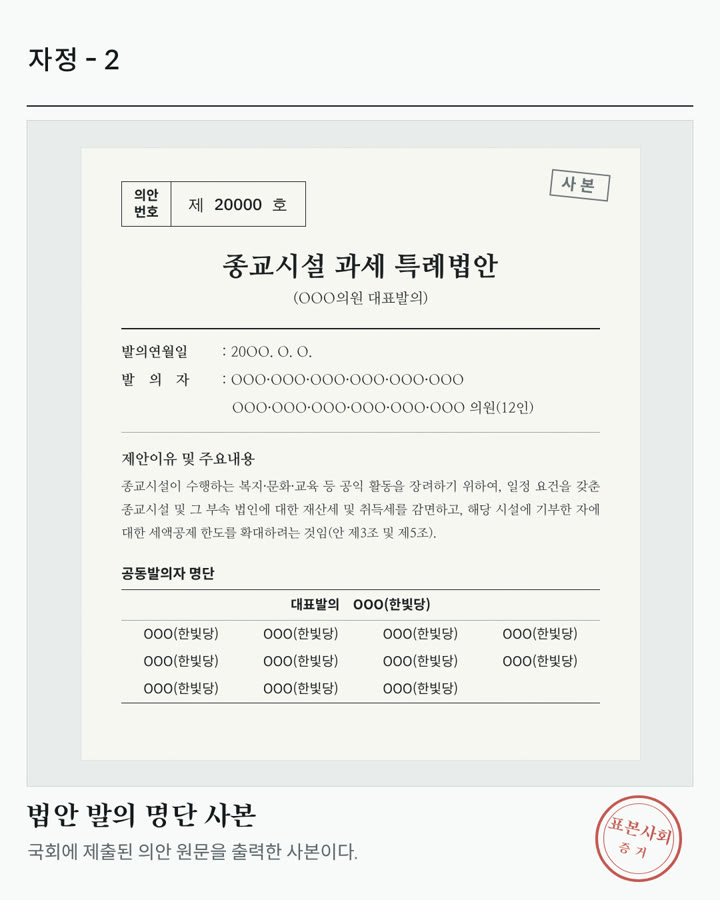 자정 - 2
사본
의안
번호
제 20000 호
종교시설 과세 특례법안
(OOO의원 대표발의)
발의연월일 : 20OO. O. O.
발 의 자 : OOO·OOO·OOO·OOO·OOO·OOO
OOO·OOO·OOO·OOO·OOO·OOO 의원(12인)
제안이유 및 주요내용
종교시설이 수행하는 복지·문화·교육 등 공익 활동을 장려하기 위하여, 일정 요건을 갖춘
종교시설 및 그 부속 법인에 대한 재산세 및 취득세를 감면하고, 해당 시설에 기부한 자에
대한 세액공제 한도를 확대하려는 것임(안 제3조 및 제5조).
공동발의자 명단
대표발의 OOO(한빛당)
OOO(한빛당) OOO(한빛당) OOO(한빛당) OOO(한빛당)
OOO(한빛당) OOO(한빛당) OOO(한빛당) OOO(한빛당)
OOO(한빛당) OOO(한빛당) OOO(한빛당)
법안 발의 명단 사본
국회에 제출된 의안 원문을 출력한 사본이다.
표본사회
증거